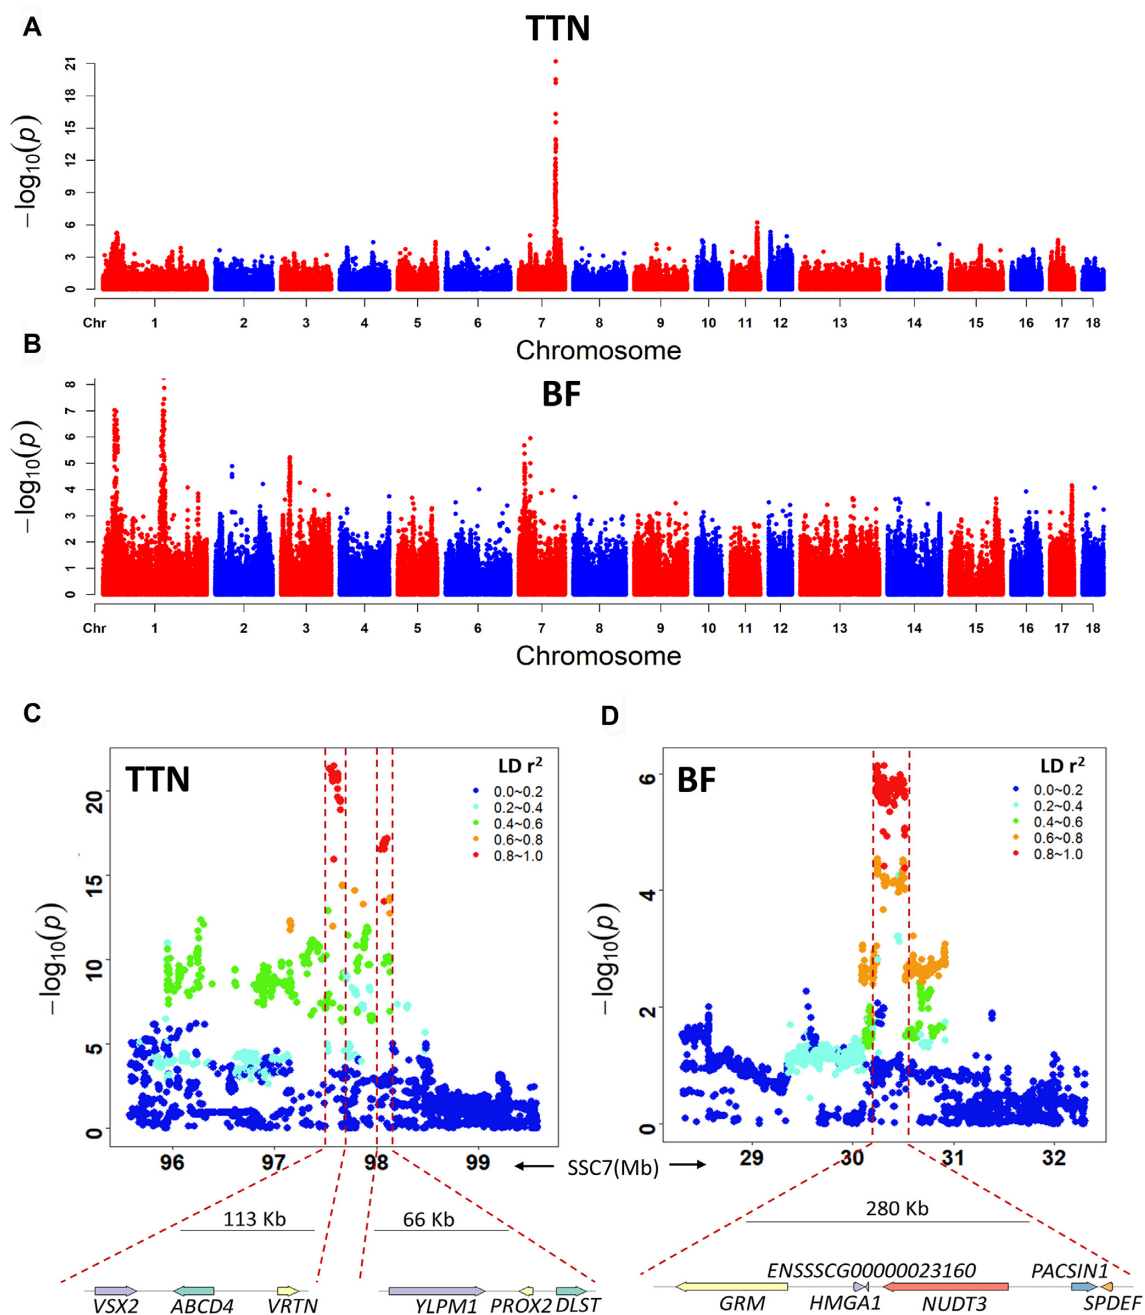 A
TTN
−log10(p)
21
18
15
12
9
6
3
0
Chr 1 2 3 4 5 6 7 8 9 10 11 12 13 14 15 16 17 18
Chromosome
B
BF
−log10(p)
8
7
6
5
4
3
2
1
0
Chr 1 2 3 4 5 6 7 8 9 10 11 12 13 14 15 16 17 18
Chromosome
C
TTN
LD r²
0.0~0.2
0.2~0.4
0.4~0.6
0.6~0.8
0.8~1.0
−log10(p)
20
15
10
5
0
96 97 98 99
D
BF
LD r²
0.0~0.2
0.2~0.4
0.4~0.6
0.6~0.8
0.8~1.0
−log10(p)
6
4
2
0
29 30 31 32
SSC7(Mb)
113 Kb
66 Kb
280 Kb
VSX2 ABCD4 VRTN
YLPM1 PROX2 DLST
ENSSSCG00000023160 PACSIN1
GRM HMGA1 NUDT3 SPDEF